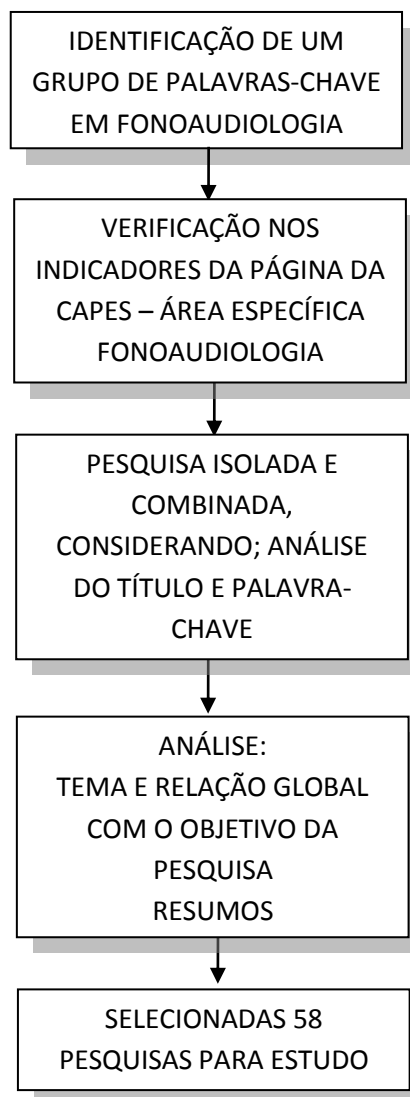 IDENTIFICAÇÃO DE UM
GRUPO DE PALAVRAS-CHAVE
EM FONOAUDIOLOGIA
VERIFICAÇÃO NOS
INDICADORES DA PÁGINA DA
CAPES – ÁREA ESPECÍFICA
FONOAUDIOLOGIA
PESQUISA ISOLADA E
COMBINADA,
CONSIDERANDO; ANÁLISE
DO TÍTULO E PALAVRA-
CHAVE
ANÁLISE:
TEMA E RELAÇÃO GLOBAL
COM O OBJETIVO DA
PESQUISA
RESUMOS
SELECIONADAS 58
PESQUISAS PARA ESTUDO